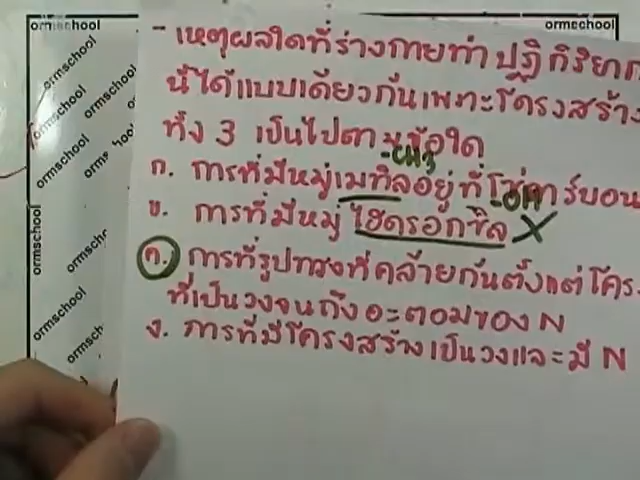 ormschool
ormschool
- เหตุผลใดที่ร่างกายทำ ปฏิกิริยาก
นี้ได้แบบเดียวกันเพราะโครงสร้าง
ทั้ง 3 เป็นไปตามข้อใด
-CH3
ก. การที่มีหมู่เมทิลอยู่ที่โซ่คาร์บอน
-OH
ข. การที่มีหมู่ ไฮดรอกซิล X
ค. การที่รูปทรงที่คล้ายกันตั้งแต่โคร
ที่เป็นวงจนถึงอะตอมของ N
ง. การที่มีโครงสร้างเป็นวงและมี N
ormschool
ormschool
ormschool
ormschool
ormschool
ormschool